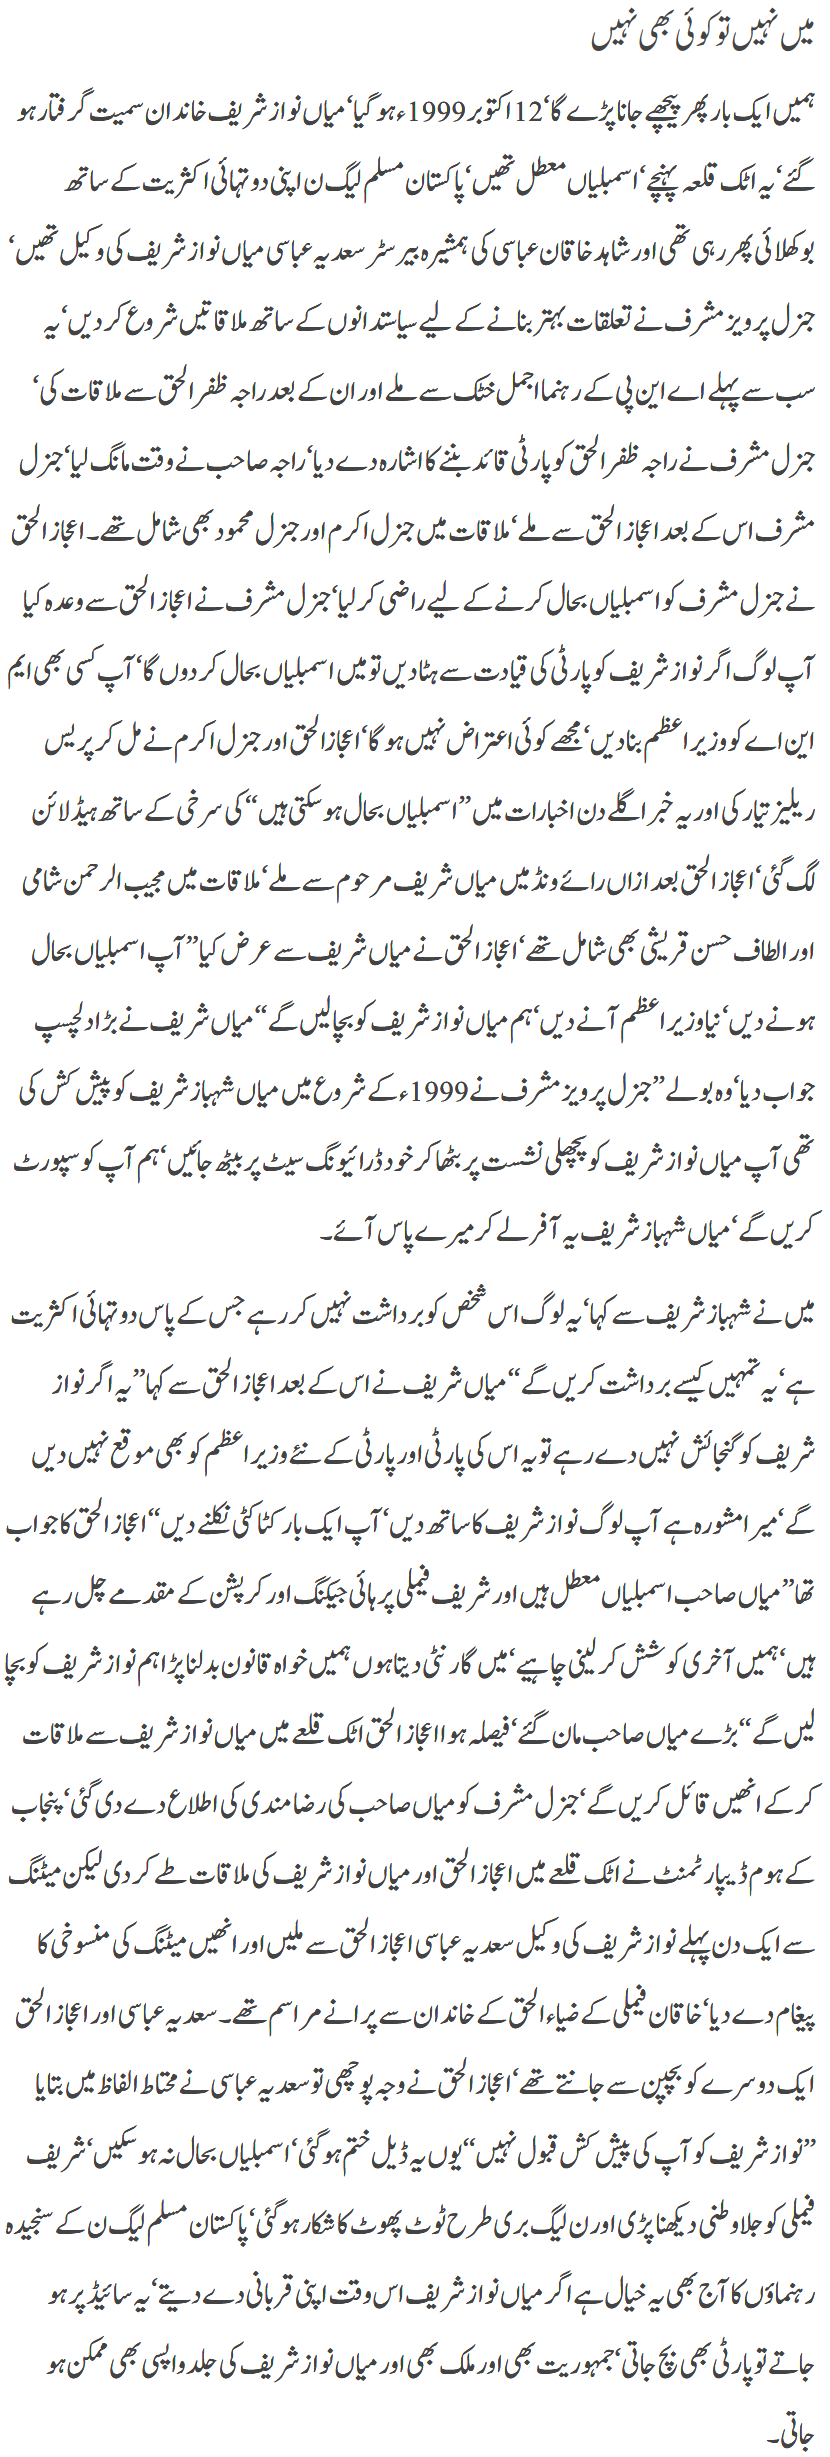 میں نہیں تو کوئی بھی نہیں
ہمیں ایک بار پھر پیچھے جانا پڑے گا‘ 12 اکتوبر 1999ء ہو گیا‘ میاں نواز شریف خاندان سمیت گرفتار ہو
گئے‘ یہ اٹک قلعہ پہنچے‘ اسمبلیاں معطل تھیں‘ پاکستان مسلم لیگ ن اپنی دو تہائی اکثریت کے ساتھ
بوکھلائی پھر رہی تھی اور شاہد خاقان عباسی کی ہمشیرہ بیرسٹر سعدیہ عباسی میاں نواز شریف کی وکیل تھیں‘
جنرل پرویز مشرف نے تعلقات بہتر بنانے کے لیے سیاستدانوں کے ساتھ ملاقاتیں شروع کر دیں‘ یہ
سب سے پہلے اے این پی کے رہنما اجمل خٹک سے ملے اور ان کے بعد راجہ ظفر الحق سے ملاقات کی‘
جنرل مشرف نے راجہ ظفر الحق کو پارٹی قائد بننے کا اشارہ دے دیا‘ راجہ صاحب نے وقت مانگ لیا‘ جنرل
مشرف اس کے بعد اعجاز الحق سے ملے‘ ملاقات میں جنرل اکرم اور جنرل محمود بھی شامل تھے۔ اعجاز الحق
نے جنرل مشرف کو اسمبلیاں بحال کرنے کے لیے راضی کر لیا‘ جنرل مشرف نے اعجاز الحق سے وعدہ کیا
آپ لوگ اگر نواز شریف کو پارٹی کی قیادت سے ہٹا دیں تو میں اسمبلیاں بحال کر دوں گا‘ آپ کسی بھی ایم
این اے کو وزیراعظم بنا دیں‘ مجھے کوئی اعتراض نہیں ہو گا‘ اعجاز الحق اور جنرل اکرم نے مل کر پریس
ریلیز تیار کی اور یہ خبر اگلے دن اخبارات میں ’’اسمبلیاں بحال ہو سکتی ہیں‘‘ کی سرخی کے ساتھ ہیڈ لائن
لگ گئی‘ اعجاز الحق بعد ازاں رائے ونڈ میں میاں شریف مرحوم سے ملے‘ ملاقات میں مجیب الرحمن شامی
اور الطاف حسن قریشی بھی شامل تھے‘ اعجاز الحق نے میاں شریف سے عرض کیا ’’آپ اسمبلیاں بحال
ہونے دیں‘ نیا وزیراعظم آنے دیں‘ ہم میاں نواز شریف کو بچا لیں گے‘‘ میاں شریف نے بڑا دلچسپ
جواب دیا‘ وہ بولے ’’جنرل پرویز مشرف نے 1999ء کے شروع میں میاں شہباز شریف کو پیش کش کی
تھی آپ میاں نواز شریف کو پچھلی نشست پر بٹھا کر خود ڈرائیونگ سیٹ پر بیٹھ جائیں‘ ہم آپ کو سپورٹ
کریں گے‘ میاں شہباز شریف یہ آفر لے کر میرے پاس آئے۔
میں نے شہباز شریف سے کہا‘ یہ لوگ اس شخص کو برداشت نہیں کر رہے جس کے پاس دو تہائی اکثریت
ہے‘ یہ تمہیں کیسے برداشت کریں گے‘‘ میاں شریف نے اس کے بعد اعجاز الحق سے کہا ’’یہ اگر نواز
شریف کو گنجائش نہیں دے رہے تو یہ اس کی پارٹی اور پارٹی کے نئے وزیراعظم کو بھی موقع نہیں دیں
گے‘ میرا مشورہ ہے آپ لوگ نواز شریف کا ساتھ دیں‘ آپ ایک بار کٹا کٹی نکلنے دیں‘‘ اعجاز الحق کا جواب
تھا ’’میاں صاحب اسمبلیاں معطل ہیں اور شریف فیملی پر ہائی جیکنگ اور کرپشن کے مقدمے چل رہے
ہیں‘ ہمیں آخری کوشش کر لینی چاہیے‘ میں گارنٹی دیتا ہوں ہمیں خواہ قانون بدلنا پڑا ہم نواز شریف کو بچا
لیں گے‘‘ بڑے میاں صاحب مان گئے‘ فیصلہ ہوا اعجاز الحق اٹک قلعے میں میاں نواز شریف سے ملاقات
کر کے انھیں قائل کریں گے‘ جنرل مشرف کو میاں صاحب کی رضا مندی کی اطلاع دے دی گئی‘ پنجاب
کے ہوم ڈیپارٹمنٹ نے اٹک قلعے میں اعجاز الحق اور میاں نواز شریف کی ملاقات طے کر دی لیکن میٹنگ
سے ایک دن پہلے نواز شریف کی وکیل سعدیہ عباسی اعجاز الحق سے ملیں اور انھیں میٹنگ کی منسوخی کا
پیغام دے دیا‘ خاقان فیملی کے ضیاء الحق کے خاندان سے پرانے مراسم تھے۔ سعدیہ عباسی اور اعجاز الحق
ایک دوسرے کو بچپن سے جانتے تھے‘ اعجاز الحق نے وجہ پوچھی تو سعدیہ عباسی نے محتاط الفاظ میں بتایا
’’نواز شریف کو آپ کی پیش کش قبول نہیں‘‘ یوں یہ ڈیل ختم ہو گئی‘ اسمبلیاں بحال نہ ہو سکیں‘ شریف
فیملی کو جلاوطنی دیکھنا پڑی اور ن لیگ بری طرح ٹوٹ پھوٹ کا شکار ہو گئی‘ پاکستان مسلم لیگ ن کے سنجیدہ
رہنماؤں کا آج بھی یہ خیال ہے اگر میاں نواز شریف اس وقت اپنی قربانی دے دیتے‘ یہ سائیڈ پر ہو
جاتے تو پارٹی بھی بچ جاتی‘ جمہوریت بھی اور ملک بھی اور میاں نواز شریف کی جلد واپسی بھی ممکن ہو
جاتی۔